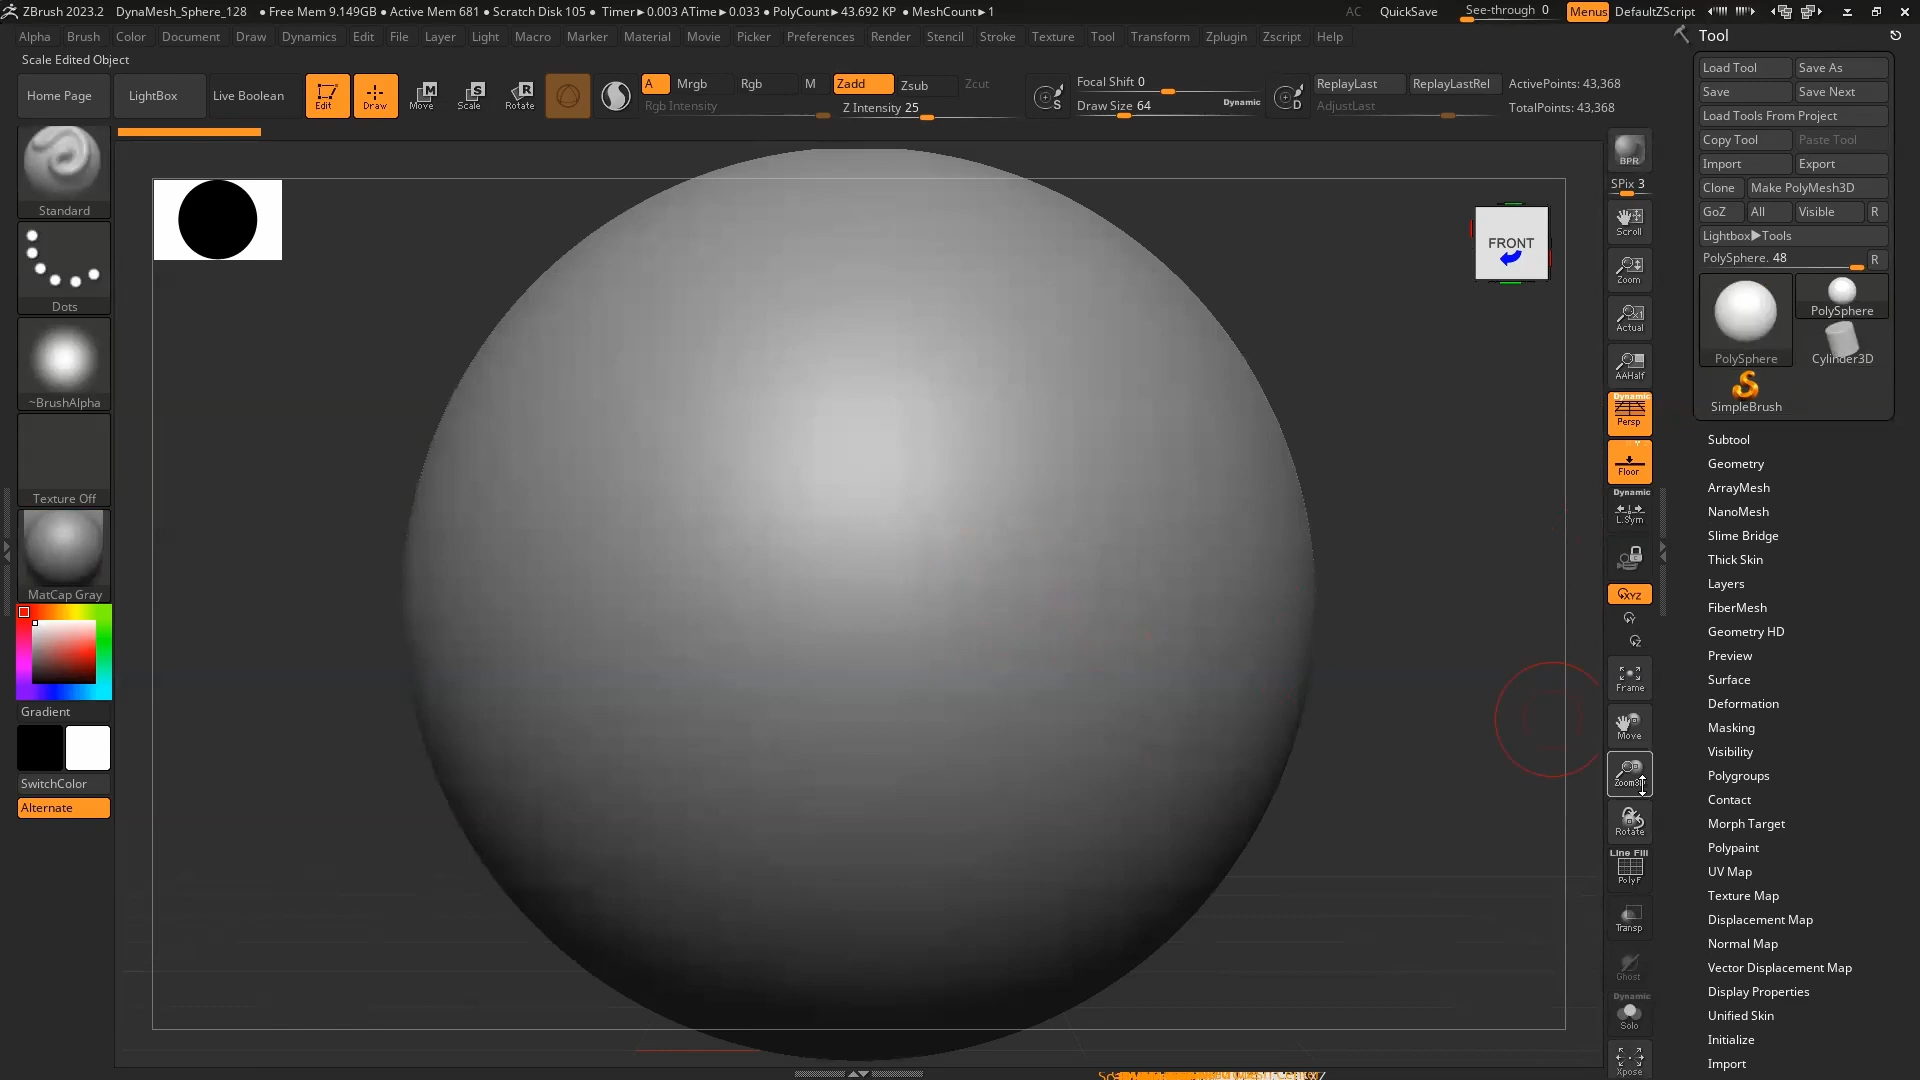 ZBrush 2023.2 DynaMesh_Sphere_128 ● Free Mem 9.149GB ● Active Mem 681 ● Scratch Disk 105 ● Timer▶0.003 ATime▶0.033 ● PolyCount▶43.692 KP ● MeshCount▶1 AC QuickSave See-through 0 Menus DefaultZScript
Alpha Brush Color Document Draw Dynamics Edit File Layer Light Macro Marker Material Movie Picker Preferences Render Stencil Stroke Texture Tool Transform Zplugin Zscript Help
Scale Edited Object
Home Page LightBox Live Boolean Edit Draw Move Scale Rotate
A Mrgb Rgb M Zadd Zsub Zcut
Rgb Intensity Z Intensity 25
S Focal Shift 0
Draw Size 64 Dynamic
D ReplayLast ReplayLastRel
AdjustLast
ActivePoints: 43,368
TotalPoints: 43,368
Standard
Dots
~BrushAlpha
Texture Off
MatCap Gray
Gradient
SwitchColor
Alternate
FRONT
BPR
SPix 3
Scroll
Zoom
Actual
AAHalf
Dynamic
Persp
Floor
Dynamic
L.Sym
XYZ
Y
Z
Frame
Move
Zoom3
Rotate
Line Fill
PolyF
Transp
Ghost
Dynamic
Solo
Xpose
Tool
Load Tool Save As
Save Save Next
Load Tools From Project
Copy Tool Paste Tool
Import Export
Clone Make PolyMesh3D
GoZ All Visible R
Lightbox▶Tools
PolySphere. 48 R
PolySphere
PolySphere
Cylinder3D
SimpleBrush
Subtool
Geometry
ArrayMesh
NanoMesh
Slime Bridge
Thick Skin
Layers
FiberMesh
Geometry HD
Preview
Surface
Deformation
Masking
Visibility
Polygroups
Contact
Morph Target
Polypaint
UV Map
Texture Map
Displacement Map
Normal Map
Vector Displacement Map
Display Properties
Unified Skin
Initialize
Import